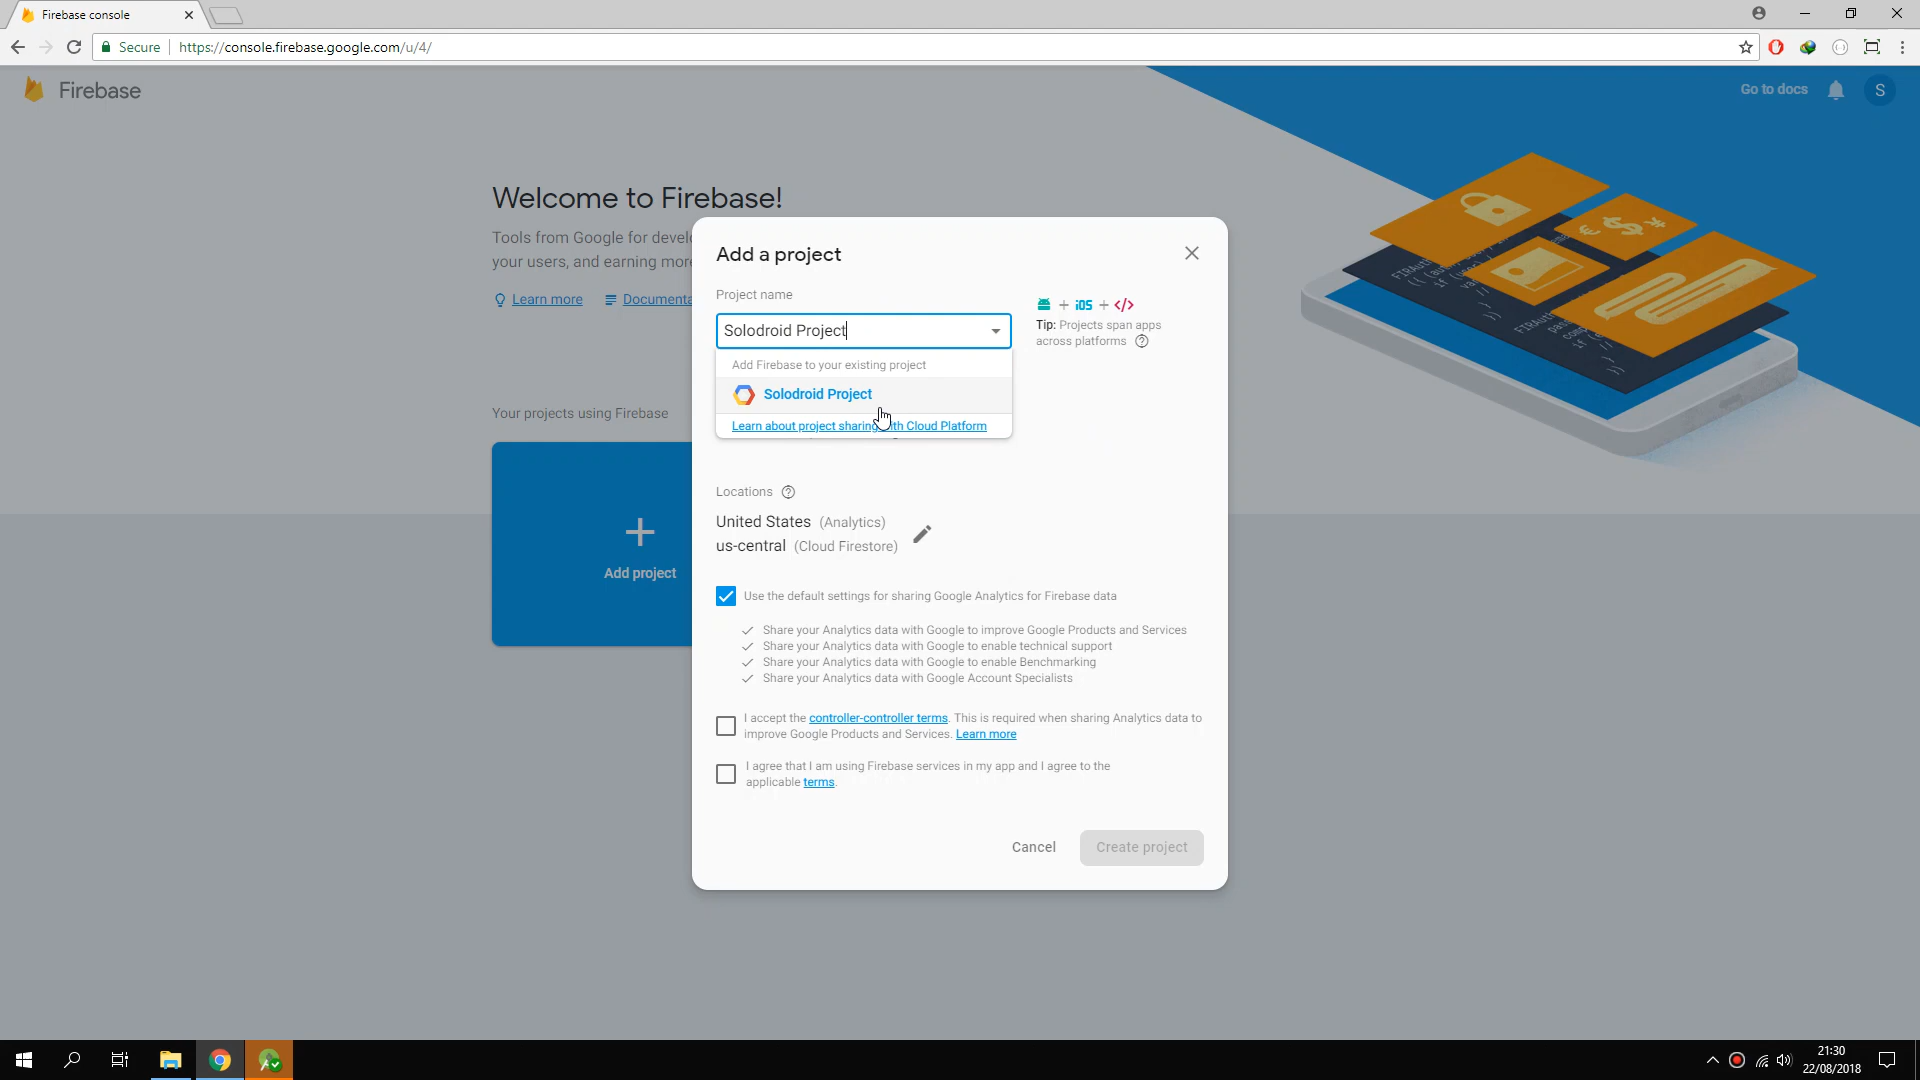 Firebase console
Secure
https://console.firebase.google.com/u/4/
Firebase
Go to docs
S
Welcome to Firebase!
Tools from Google for devel
your users, and earning more
Learn more
Documenta
Your projects using Firebase
Add project
Add a project
Project name
Solodroid Project
+ iOS + </>
Tip: Projects span apps
across platforms
Add Firebase to your existing project
Solodroid Project
Learn about project sharing with Cloud Platform
Locations
United States (Analytics)
us-central (Cloud Firestore)
Use the default settings for sharing Google Analytics for Firebase data
Share your Analytics data with Google to improve Google Products and Services
Share your Analytics data with Google to enable technical support
Share your Analytics data with Google to enable Benchmarking
Share your Analytics data with Google Account Specialists
I accept the controller-controller terms. This is required when sharing Analytics data to
improve Google Products and Services. Learn more
I agree that I am using Firebase services in my app and I agree to the
applicable terms.
Cancel
Create project
21:30
22/08/2018